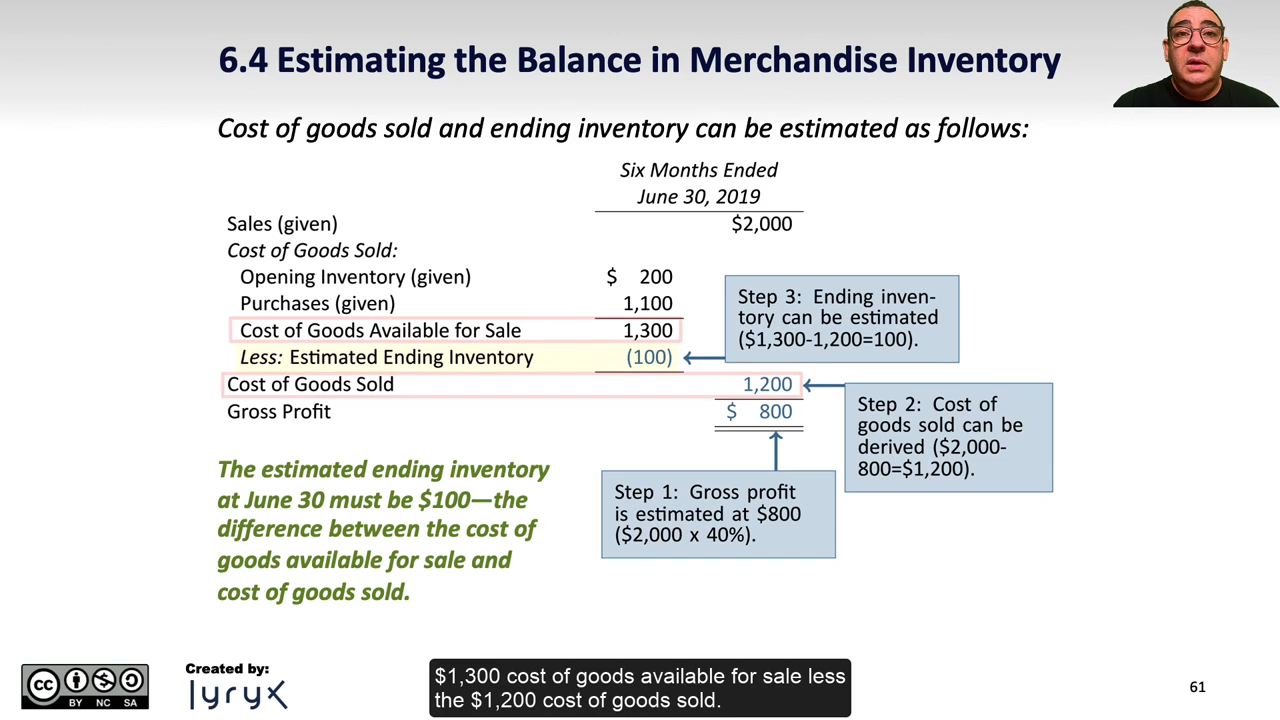 6.4 Estimating the Balance in Merchandise Inventory
Cost of goods sold and ending inventory can be estimated as follows:
Six Months Ended
June 30, 2019
Sales (given) $2,000
Cost of Goods Sold:
Opening Inventory (given) $ 200
Purchases (given) 1,100
Cost of Goods Available for Sale 1,300
Less: Estimated Ending Inventory (100)
Cost of Goods Sold 1,200
Gross Profit $ 800
Step 3: Ending inven-
tory can be estimated
($1,300-1,200=100).
Step 2: Cost of
goods sold can be
derived ($2,000-
800=$1,200).
Step 1: Gross profit
is estimated at $800
($2,000 x 40%).
The estimated ending inventory
at June 30 must be $100—the
difference between the cost of
goods available for sale and
cost of goods sold.
cc
BY NC SA
Created by:
lyryx
$1,300 cost of goods available for sale less
the $1,200 cost of goods sold.
61